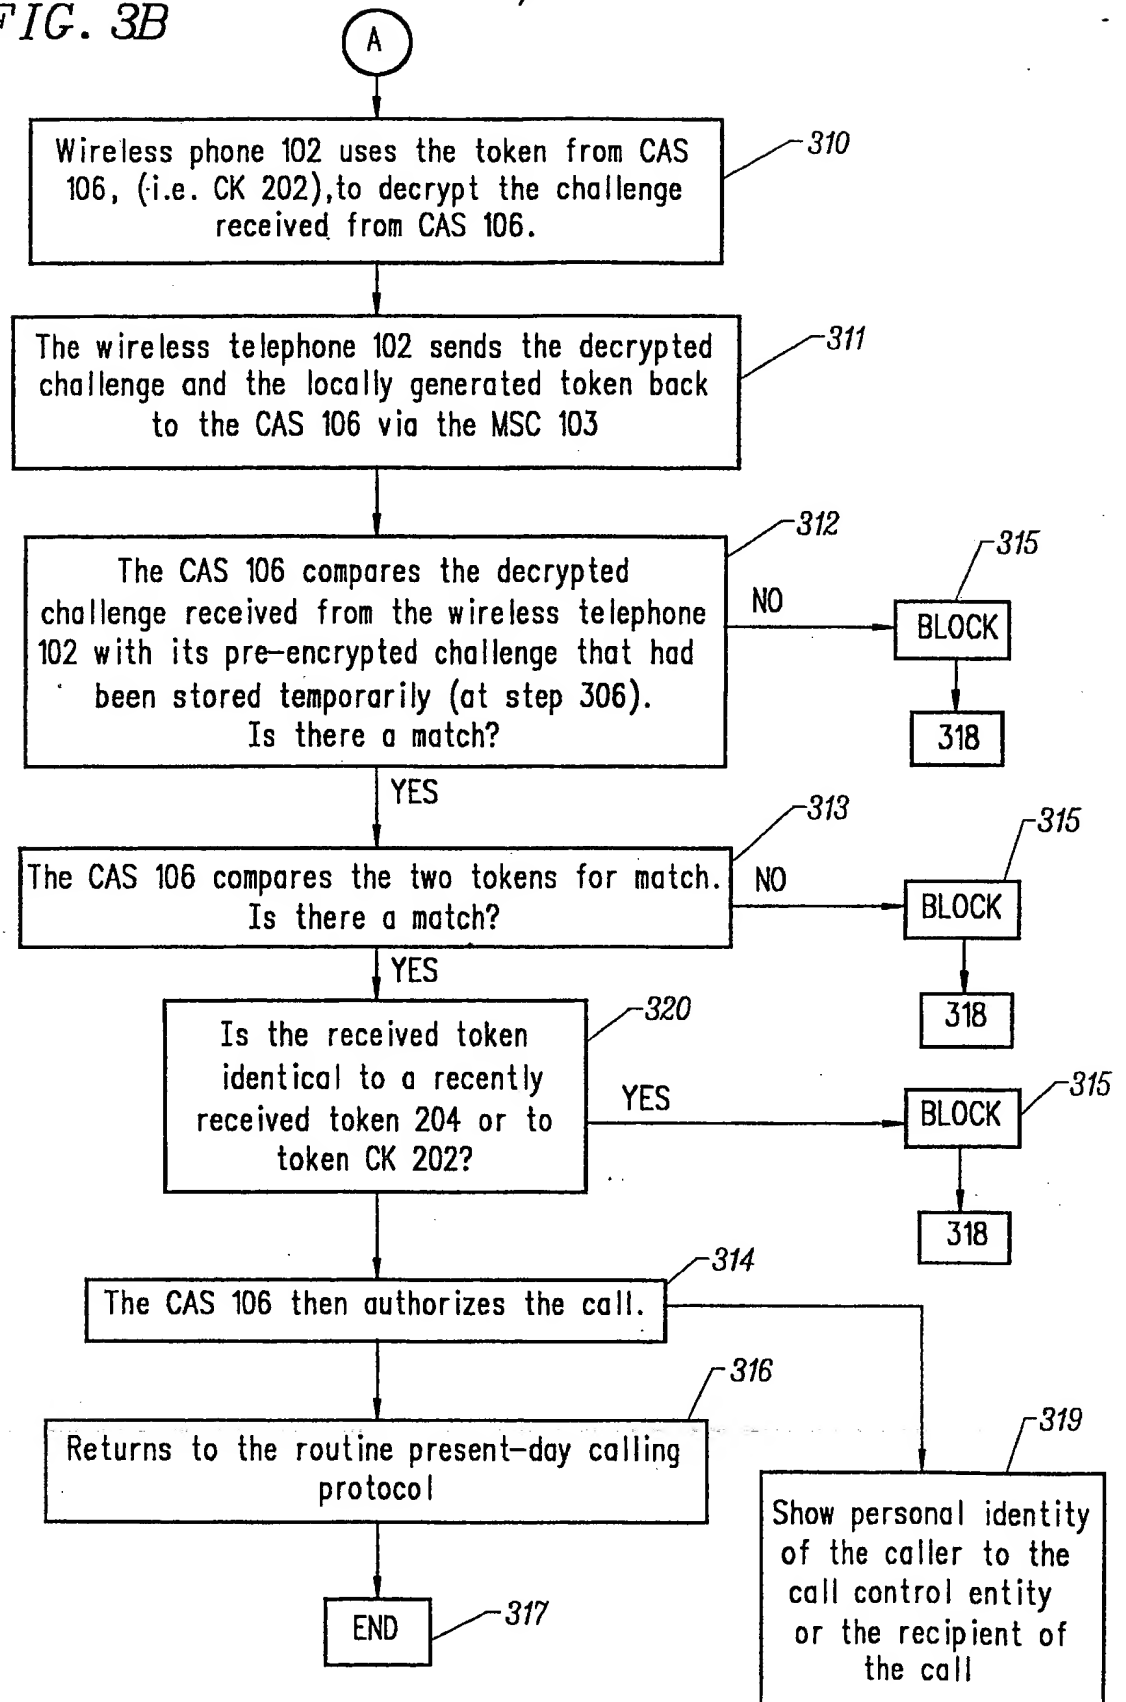 FIG. 3B
A
Wireless phone 102 uses the token from CAS
106, (i.e. CK 202), to decrypt the challenge
received from CAS 106.
310
The wireless telephone 102 sends the decrypted
challenge and the locally generated token back
to the CAS 106 via the MSC 103
311
The CAS 106 compares the decrypted
challenge received from the wireless telephone
102 with its pre-encrypted challenge that had
been stored temporarily (at step 306).
Is there a match?
312
NO
BLOCK
315
318
YES
The CAS 106 compares the two tokens for match.
Is there a match?
313
NO
BLOCK
315
318
YES
Is the received token
identical to a recently
received token 204 or to
token CK 202?
320
YES
BLOCK
315
318
The CAS 106 then authorizes the call.
314
Returns to the routine present-day calling
protocol
316
Show personal identity
of the caller to the
call control entity
or the recipient of
the call
319
END
317